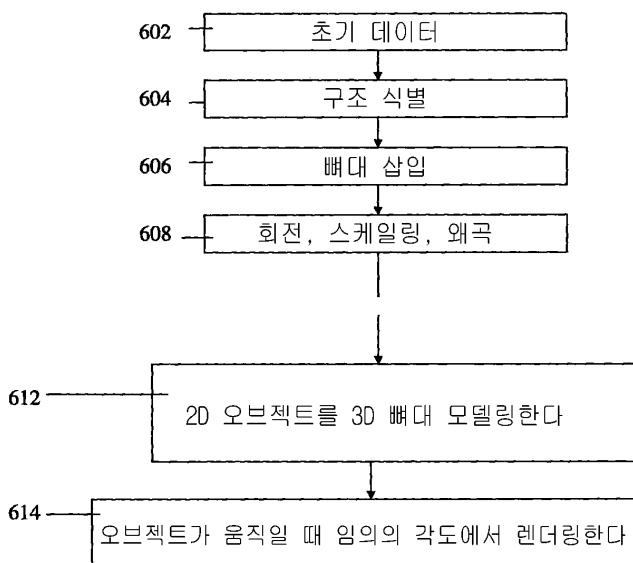 602 초기 데이터
604 구조 식별
606 뼈대 삽입
608 회전, 스케일링, 왜곡
612 2D 오브젝트를 3D 뼈대 모델링한다
614 오브젝트가 움직일 때 임의의 각도에서 렌더링한다